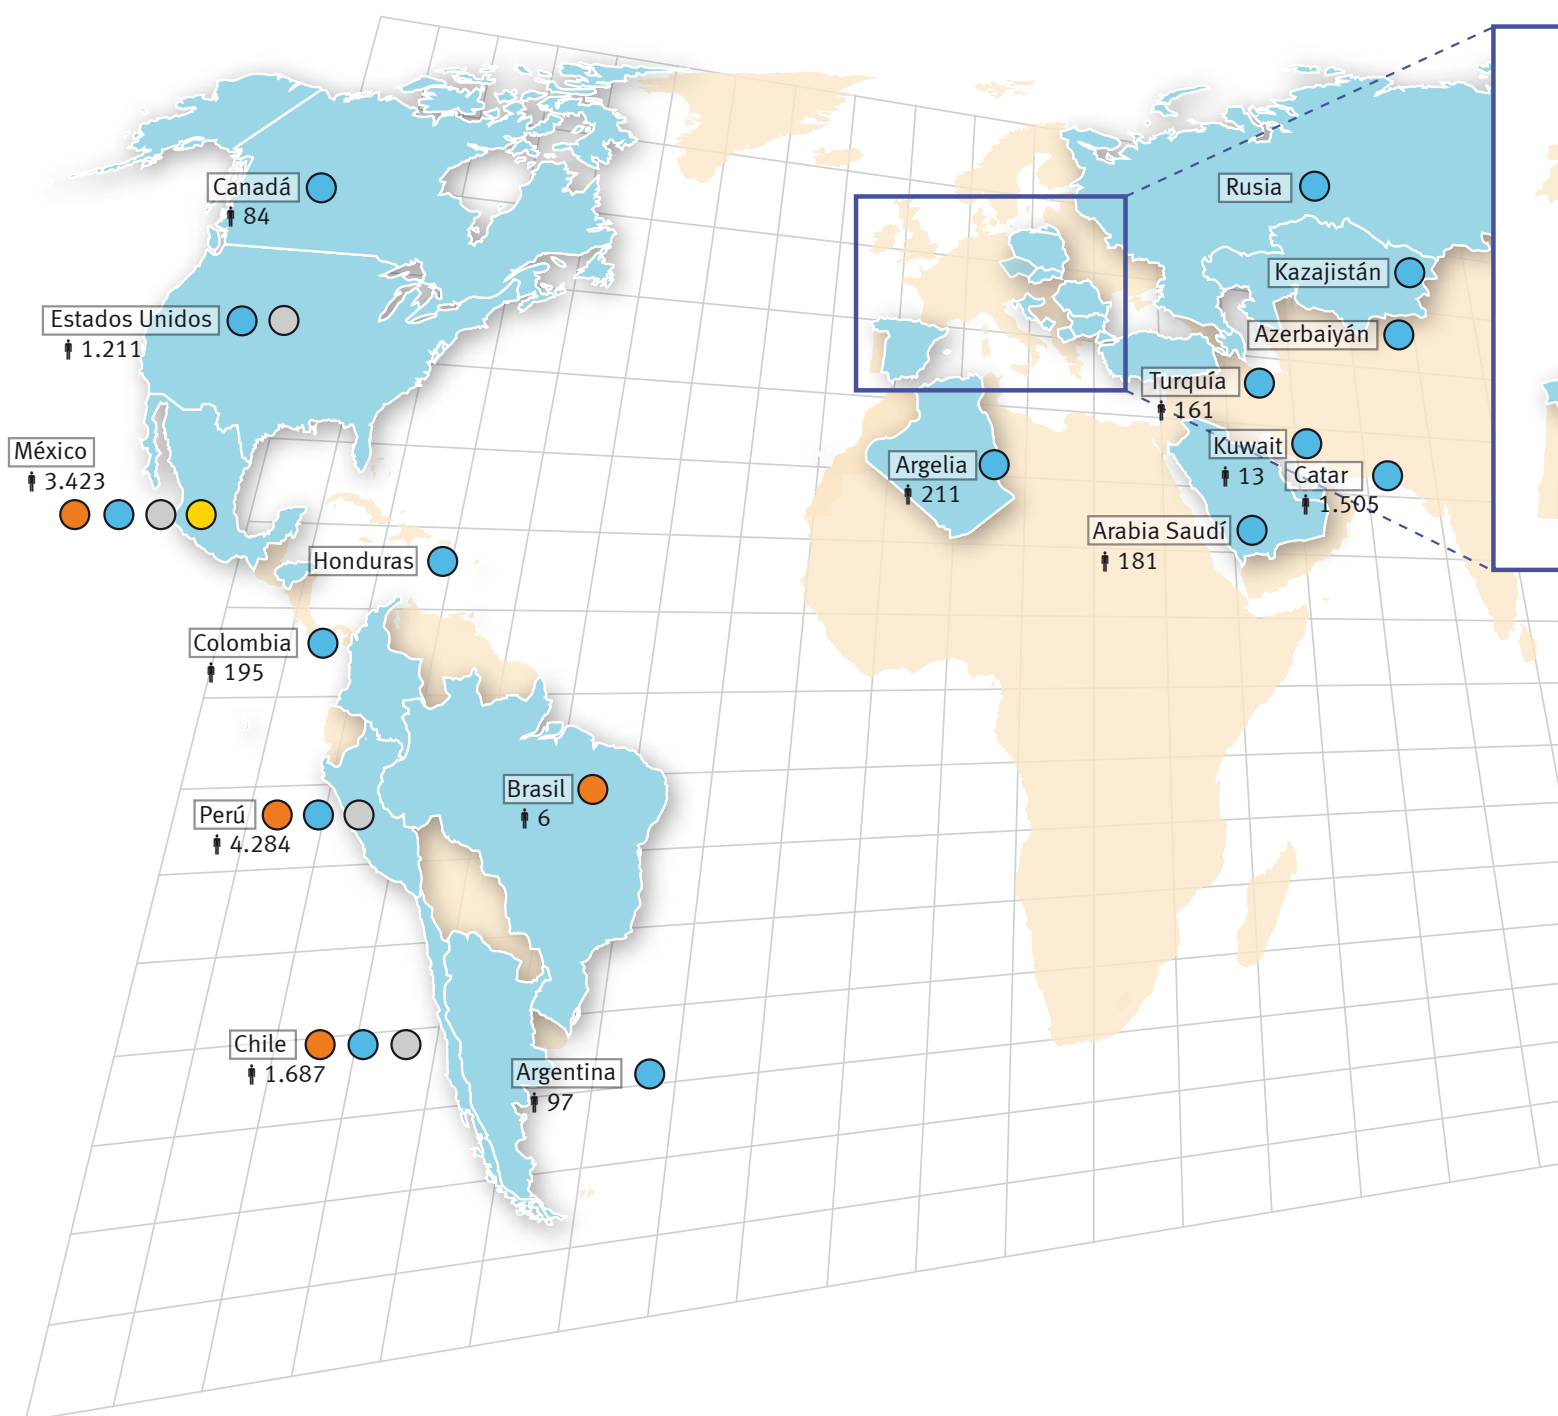 Canadá
84
Estados Unidos
1.211
México
3.423
Honduras
Colombia
195
Perú
4.284
Brasil
6
Chile
1.687
Argentina
97
Rusia
Kazajistán
Azerbaiyán
Turquía
161
Kuwait
13
Catar
1.505
Argelia
211
Arabia Saudí
181